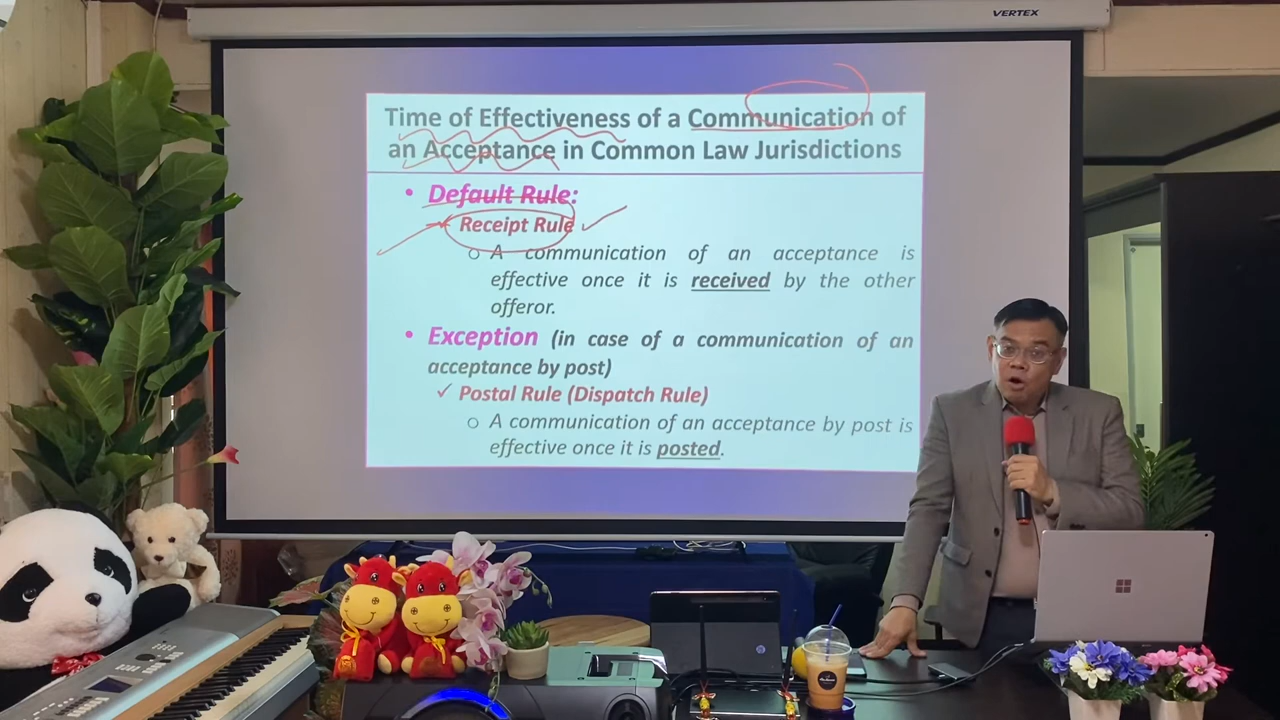 VERTEX
Time of Effectiveness of a Communication of
an Acceptance in Common Law Jurisdictions
• Default Rule:
✓ Receipt Rule
o A communication of an acceptance is
effective once it is received by the other
offeror.
• Exception (in case of a communication of an
acceptance by post)
✓ Postal Rule (Dispatch Rule)
o A communication of an acceptance by post is
effective once it is posted.